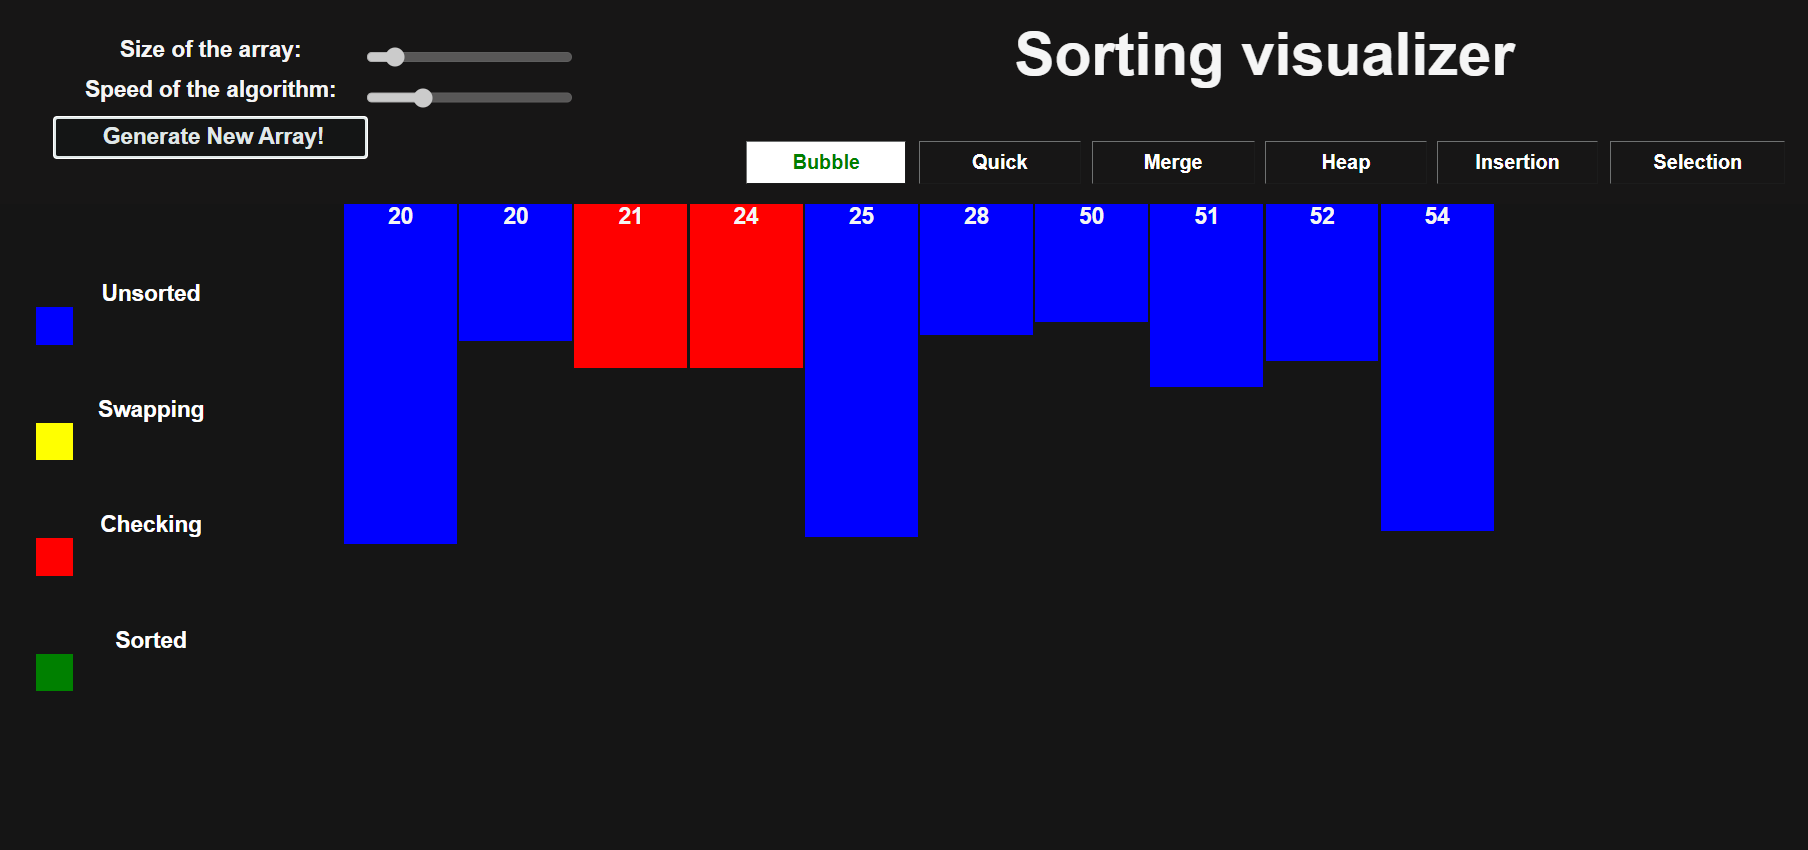 Size of the array:
Speed of the algorithm:
Generate New Array!
Sorting visualizer
Bubble Quick Merge Heap Insertion Selection
20 20 21 24 25 28 50 51 52 54
Unsorted
Swapping
Checking
Sorted